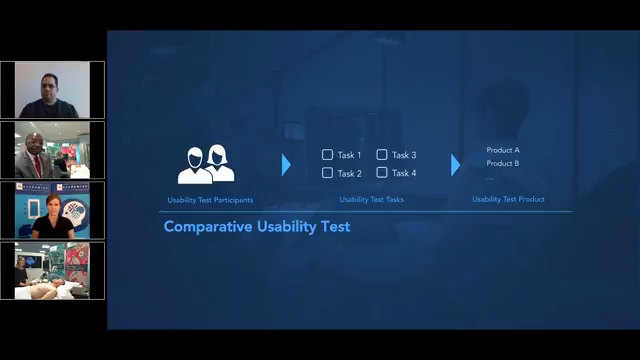 Task 1
Task 3
Task 2
Task 4
Product A
Product B
...
Usability Test Participants
Usability Test Tasks
Usability Test Product
Comparative Usability Test